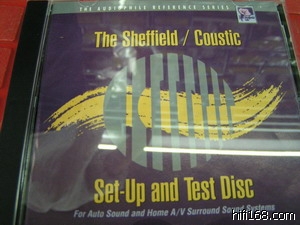 THE AUDIOPHILE REFERENCE SERIES
The Sheffield / Coustic
Set-Up and Test Disc
For Auto Sound and Home A/V Surround Sound Systems
hifi168.com